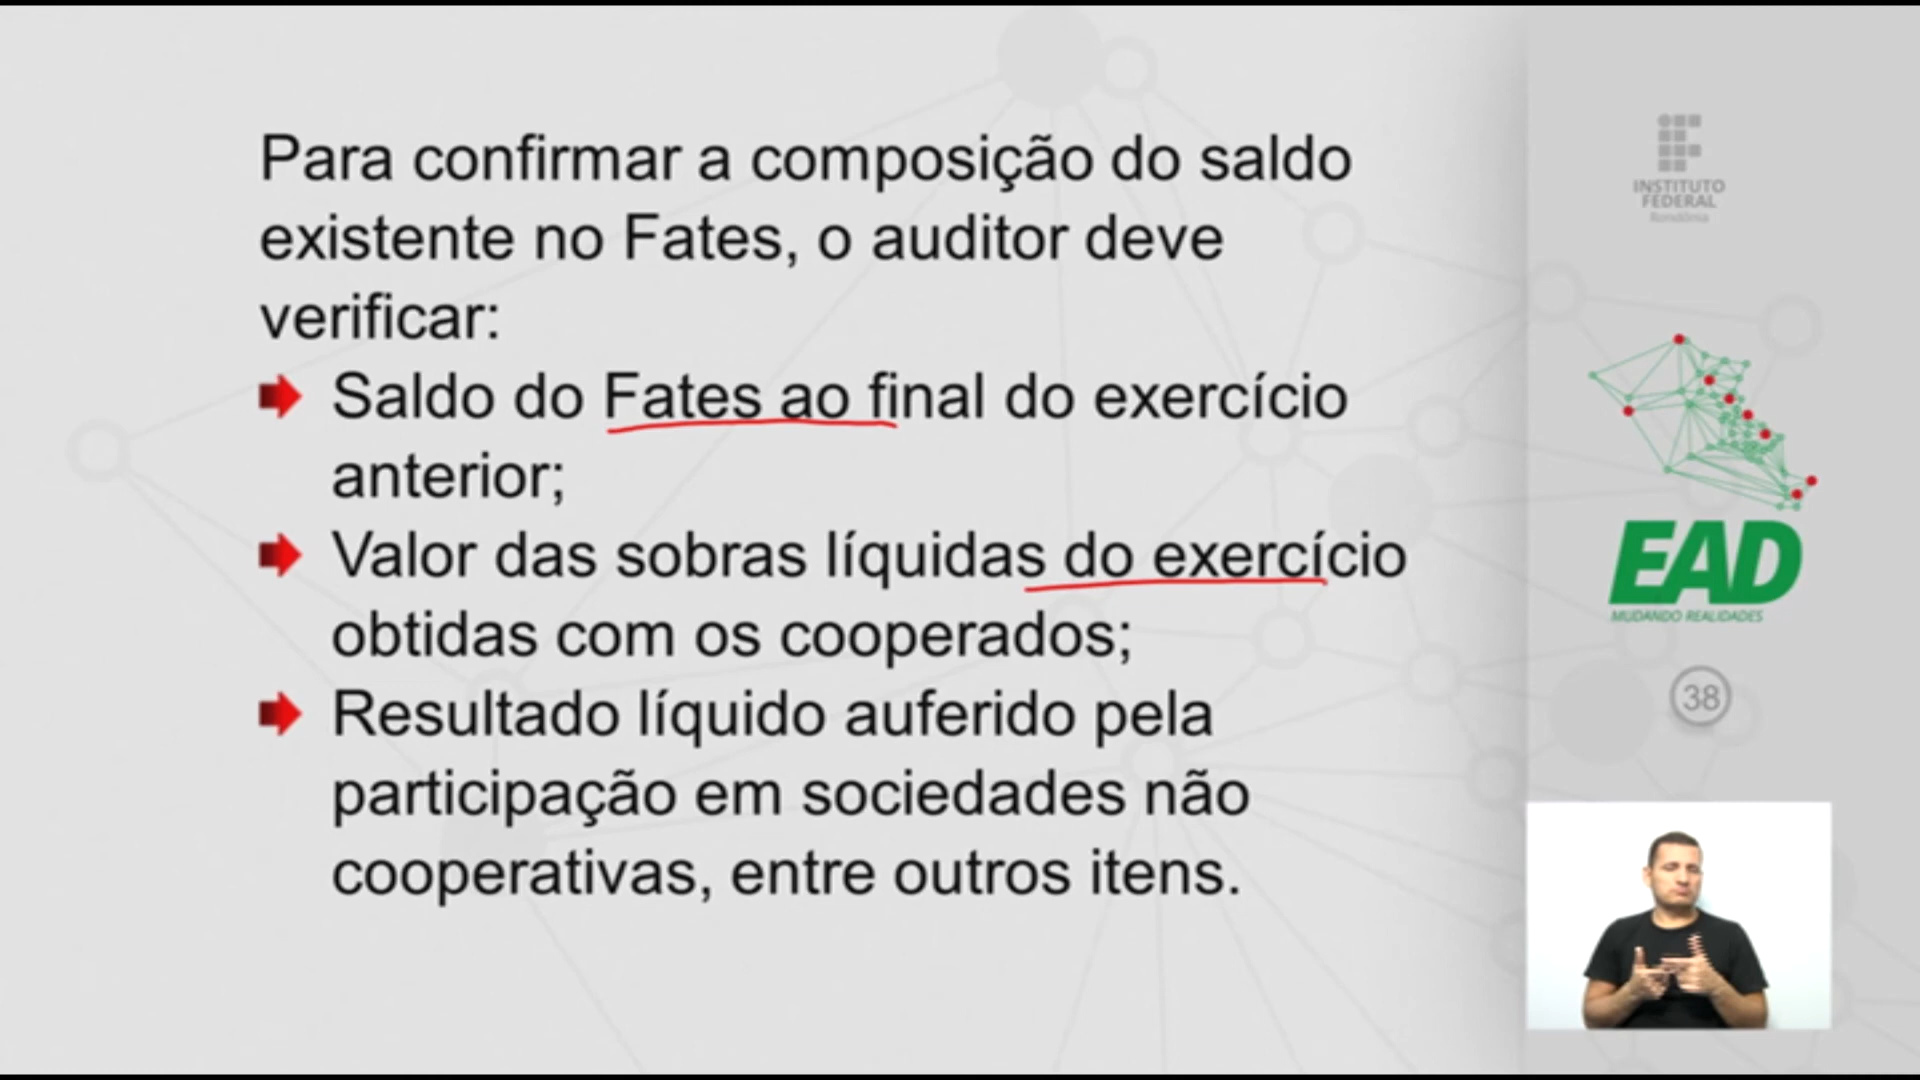 Para confirmar a composição do saldo
existente no Fates, o auditor deve
verificar:
Saldo do Fates ao final do exercício
anterior;
Valor das sobras líquidas do exercício
obtidas com os cooperados;
Resultado líquido auferido pela
participação em sociedades não
cooperativas, entre outros itens.
INSTITUTO
FEDERAL
Rondônia
EAD
MUDANDO REALIDADES
38